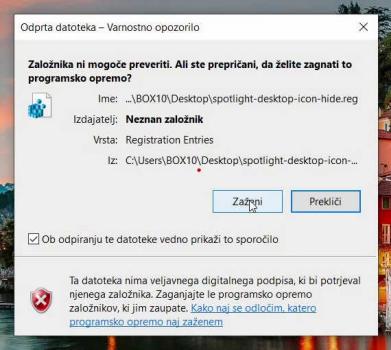 Odprta datoteka – Varnostno opozorilo
Založnika ni mogoče preveriti. Ali ste prepričani, da želite zagnati to
programsko opremo?
Ime: ...\BOX10\Desktop\spotlight-desktop-icon-hide.reg
Izdajatelj: Neznan založnik
Vrsta: Registration Entries
Iz: C:\Users\BOX10\Desktop\spotlight-desktop-icon-...
Zaženi Prekliči
Ob odpiranju te datoteke vedno prikaži to sporočilo
Ta datoteka nima veljavnega digitalnega podpisa, ki bi potrjeval
njenega založnika. Zaganjajte le programsko opremo
založnikov, ki jim zaupate. Kako naj se odločim, katero
programsko opremo naj zaženem